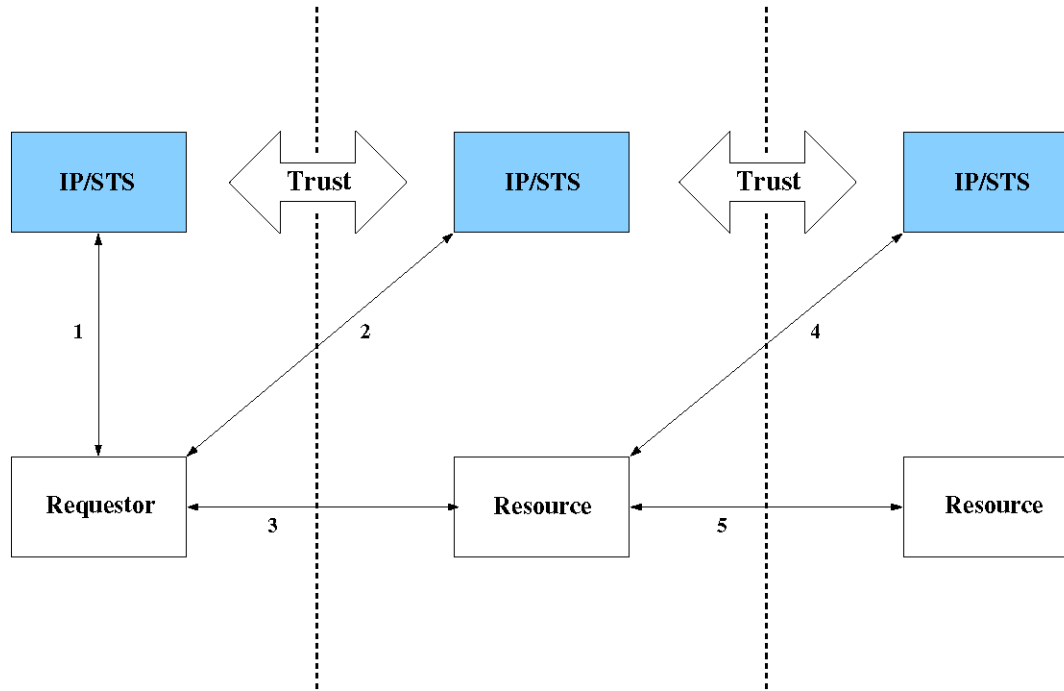 IP/STS
Trust
IP/STS
Trust
IP/STS
1
2
4
Requestor
3
Resource
5
Resource